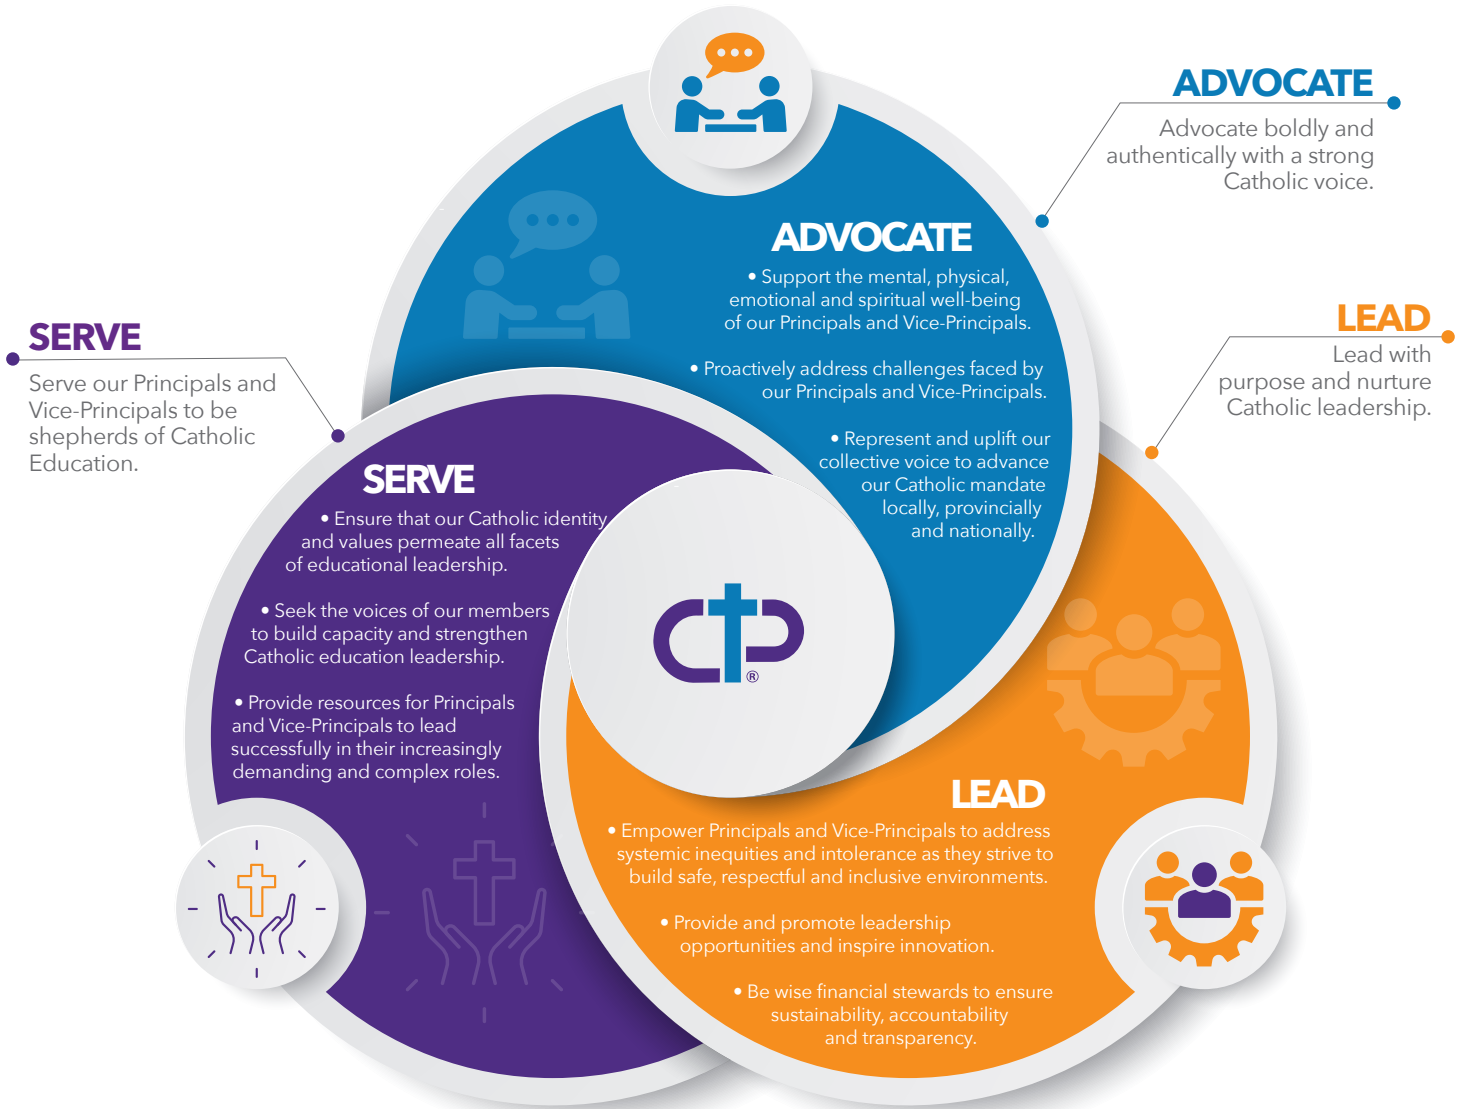 ADVOCATE
Advocate boldly and
authentically with a strong
Catholic voice.
ADVOCATE
• Support the mental, physical,
emotional and spiritual well-being
of our Principals and Vice-Principals.
• Proactively address challenges faced by
our Principals and Vice-Principals.
• Represent and uplift our
collective voice to advance
our Catholic mandate
locally, provincially
and nationally.
LEAD
Lead with
purpose and nurture
Catholic leadership.
SERVE
Serve our Principals and
Vice-Principals to be
shepherds of Catholic
Education.
SERVE
• Ensure that our Catholic identity
and values permeate all facets
of educational leadership.
• Seek the voices of our members
to build capacity and strengthen
Catholic education leadership.
• Provide resources for Principals
and Vice-Principals to lead
successfully in their increasingly
demanding and complex roles.
®
LEAD
• Empower Principals and Vice-Principals to address
systemic inequities and intolerance as they strive to
build safe, respectful and inclusive environments.
• Provide and promote leadership
opportunities and inspire innovation.
• Be wise financial stewards to ensure
sustainability, accountability
and transparency.